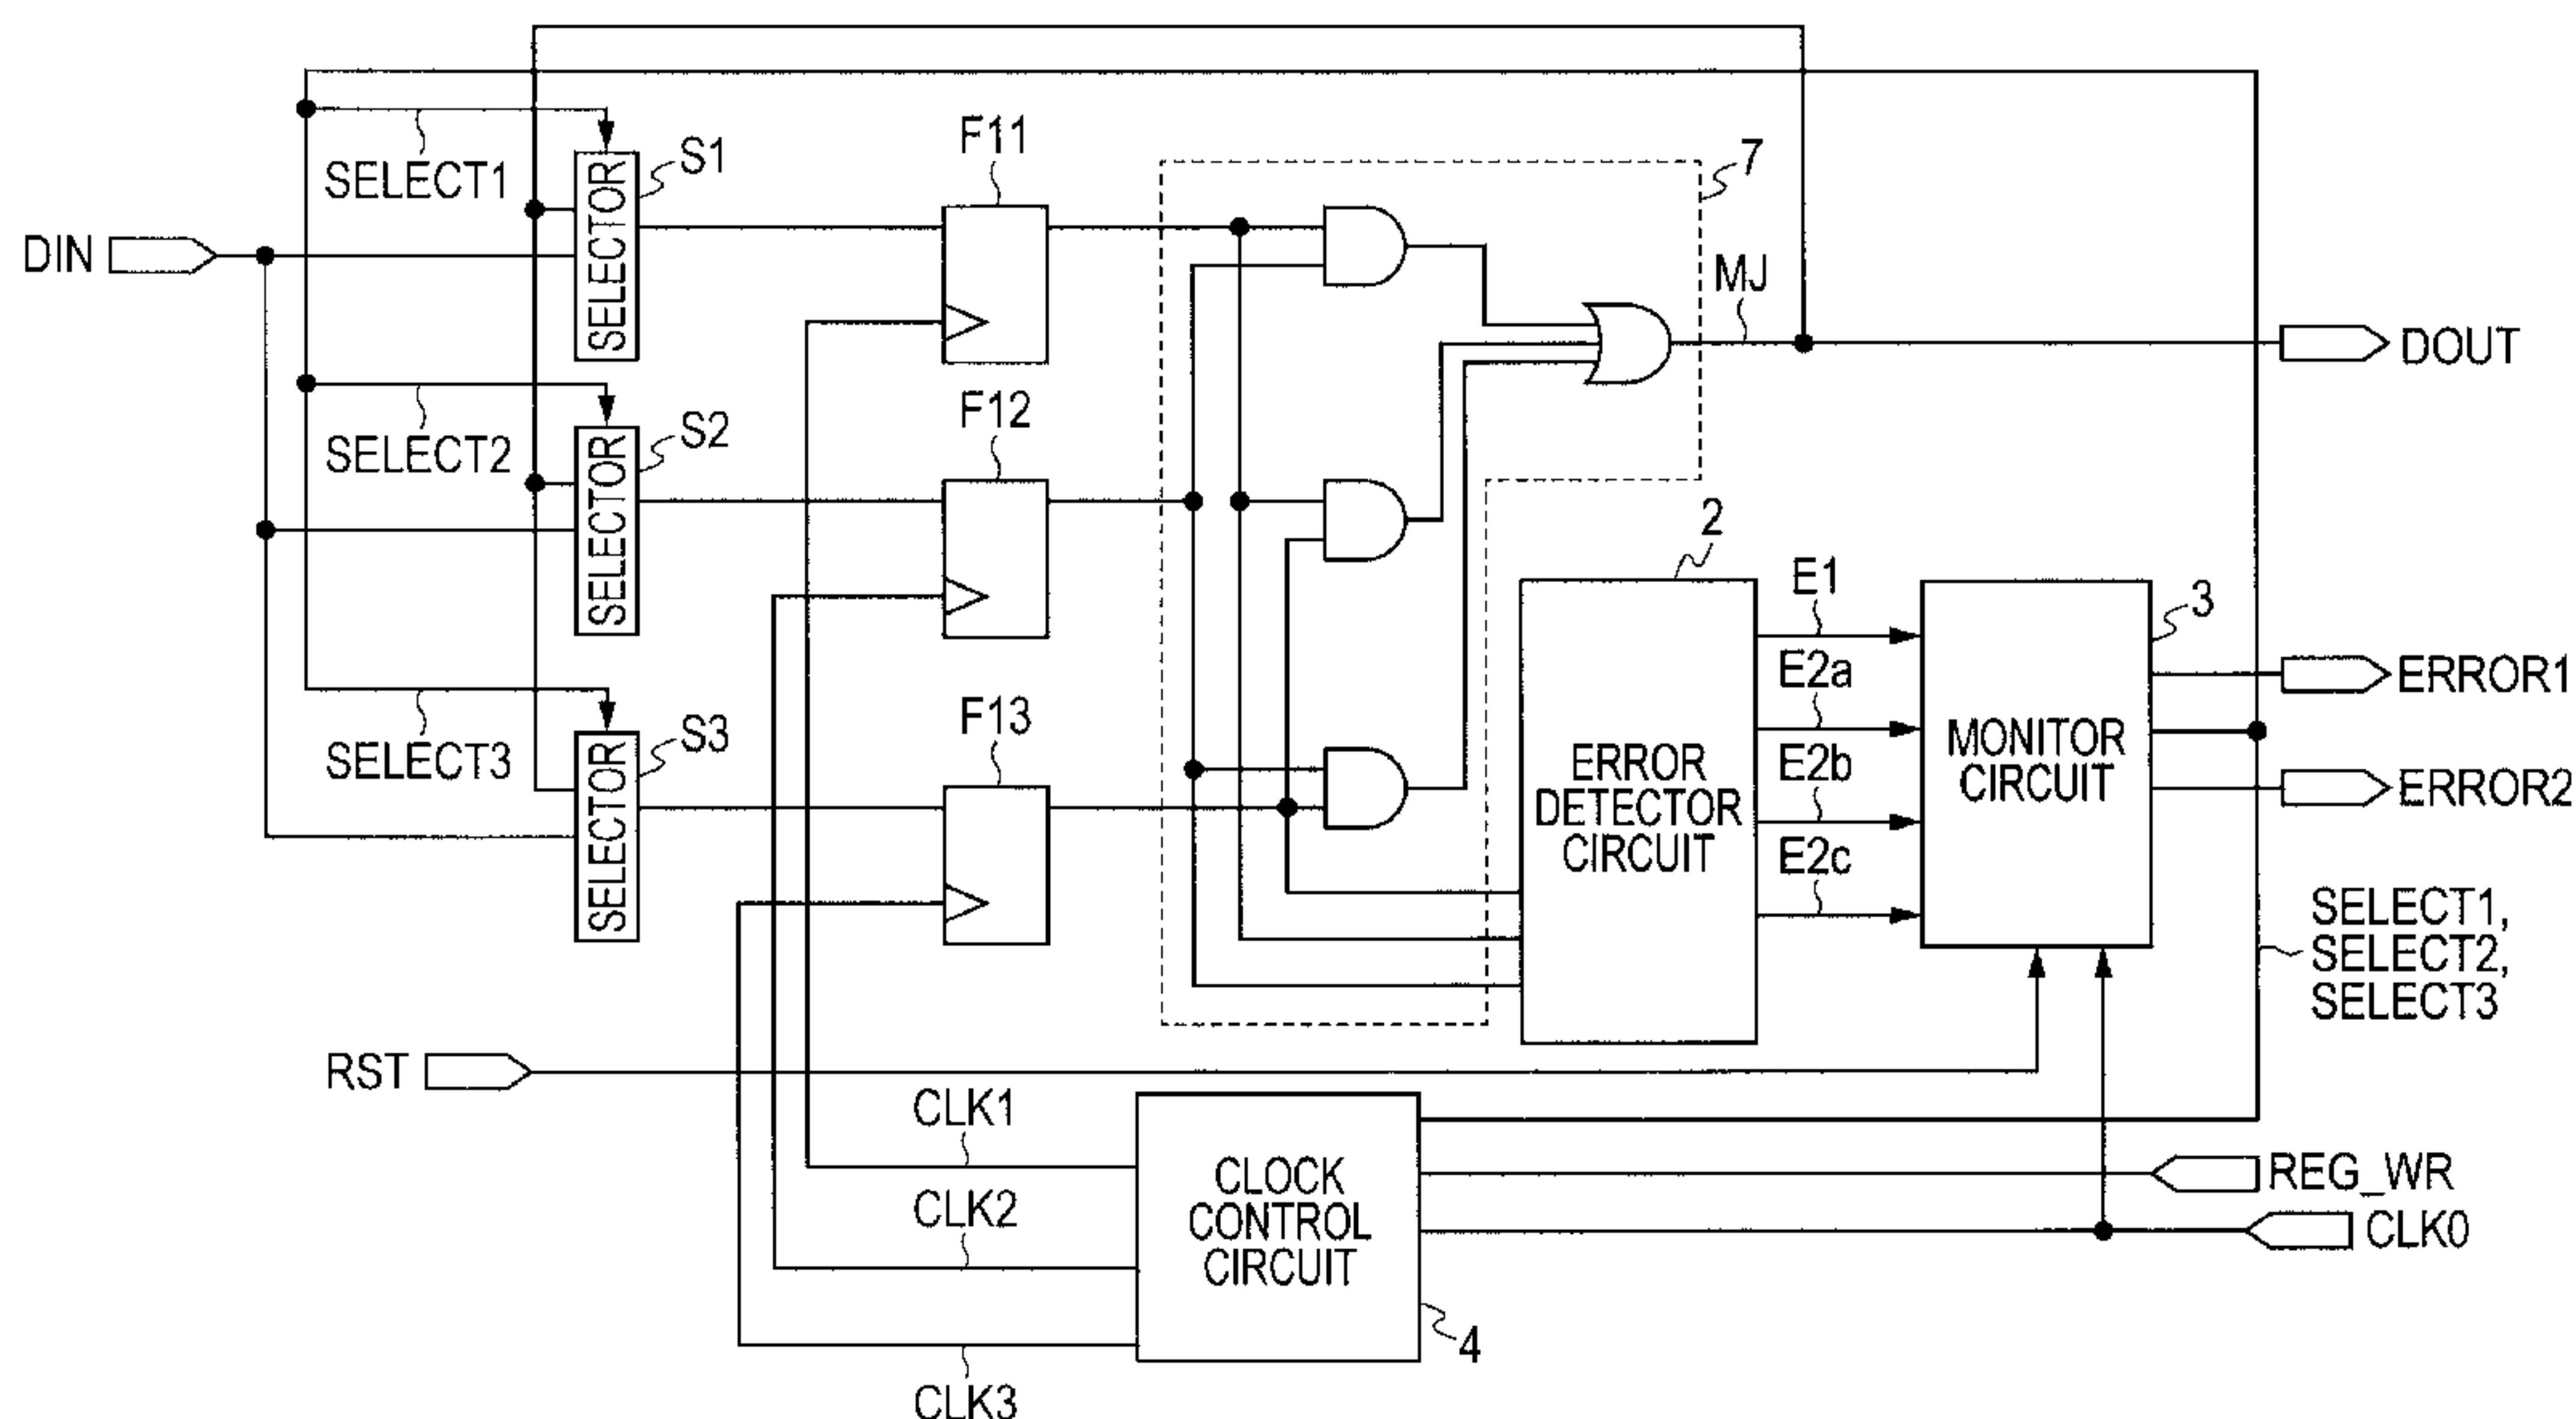 SELECT1
SELECTOR
S1
F11
7
DIN
MJ
DOUT
SELECT2
SELECTOR
S2
F12
2
E1
3
ERROR1
E2a
SELECT3
SELECTOR
S3
F13
ERROR
DETECTOR
CIRCUIT
E2b
E2c
MONITOR
CIRCUIT
ERROR2
SELECT1,
SELECT2,
SELECT3
RST
CLK1
CLK2
CLK3
CLOCK
CONTROL
CIRCUIT
4
REG_WR
CLK0